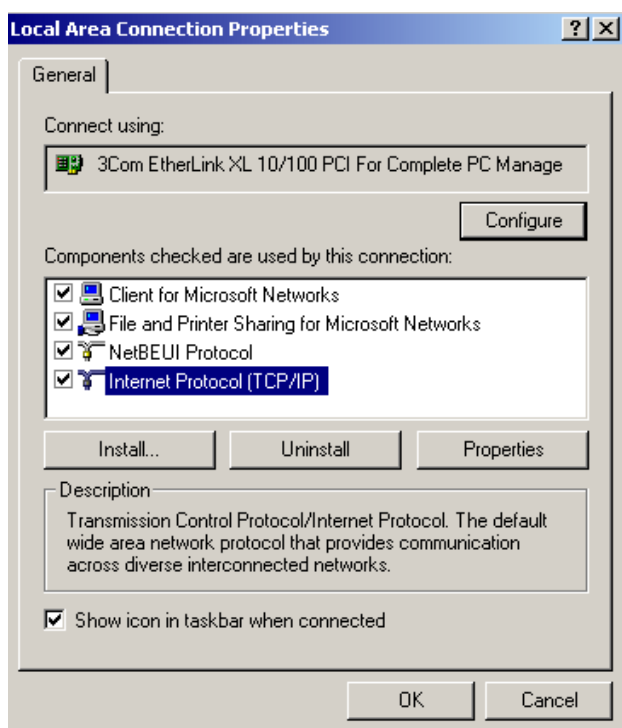 Local Area Connection Properties
General
Connect using:
3Com EtherLink XL 10/100 PCI For Complete PC Manage
Configure
Components checked are used by this connection:
Client for Microsoft Networks
File and Printer Sharing for Microsoft Networks
NetBEUI Protocol
Internet Protocol (TCP/IP)
Install... Uninstall Properties
Description
Transmission Control Protocol/Internet Protocol. The default
wide area network protocol that provides communication
across diverse interconnected networks.
Show icon in taskbar when connected
OK Cancel